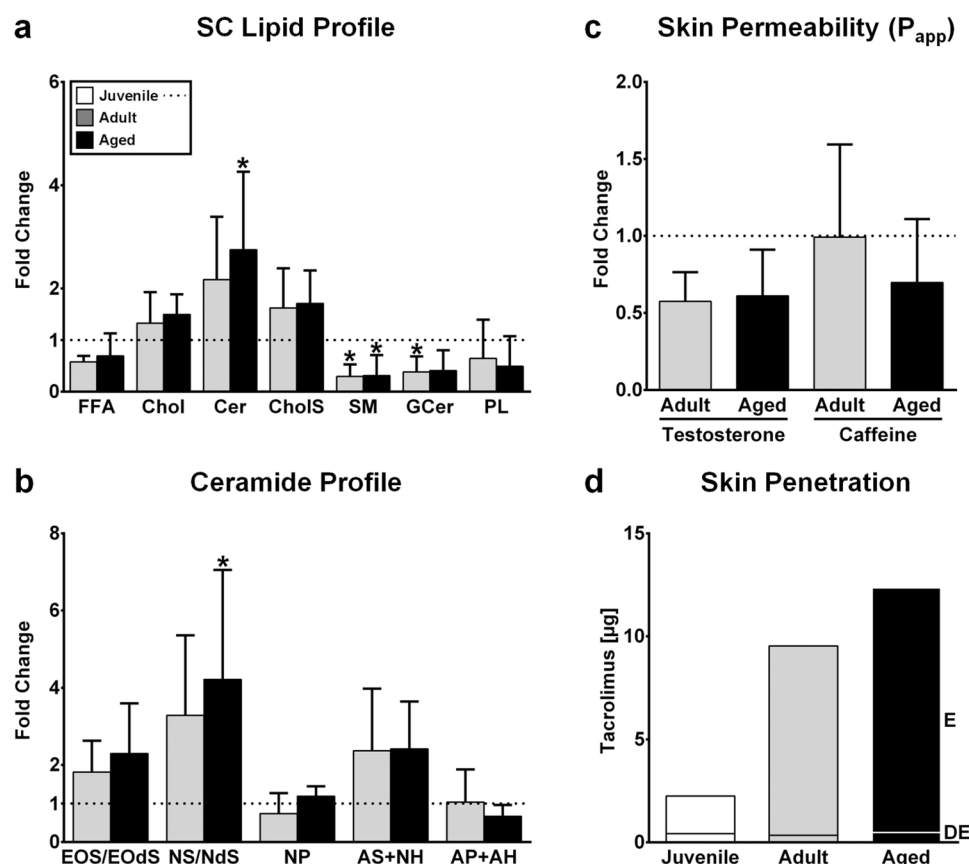 a
SC Lipid Profile
Fold Change
6
4
2
1
0
Juvenile
Adult
Aged
*
* * *
FFA Chol Cer CholS SM GCer PL
c
Skin Permeability (Papp)
Fold Change
2.0
1.5
1.0
0.5
0.0
Adult Aged Adult Aged
Testosterone Caffeine
b
Ceramide Profile
Fold Change
8
6
4
2
1
0
*
EOS/EOdS NS/NdS NP AS+NH AP+AH
d
Skin Penetration
Tacrolimus [µg]
15
10
5
0
E
DE
Juvenile Adult Aged